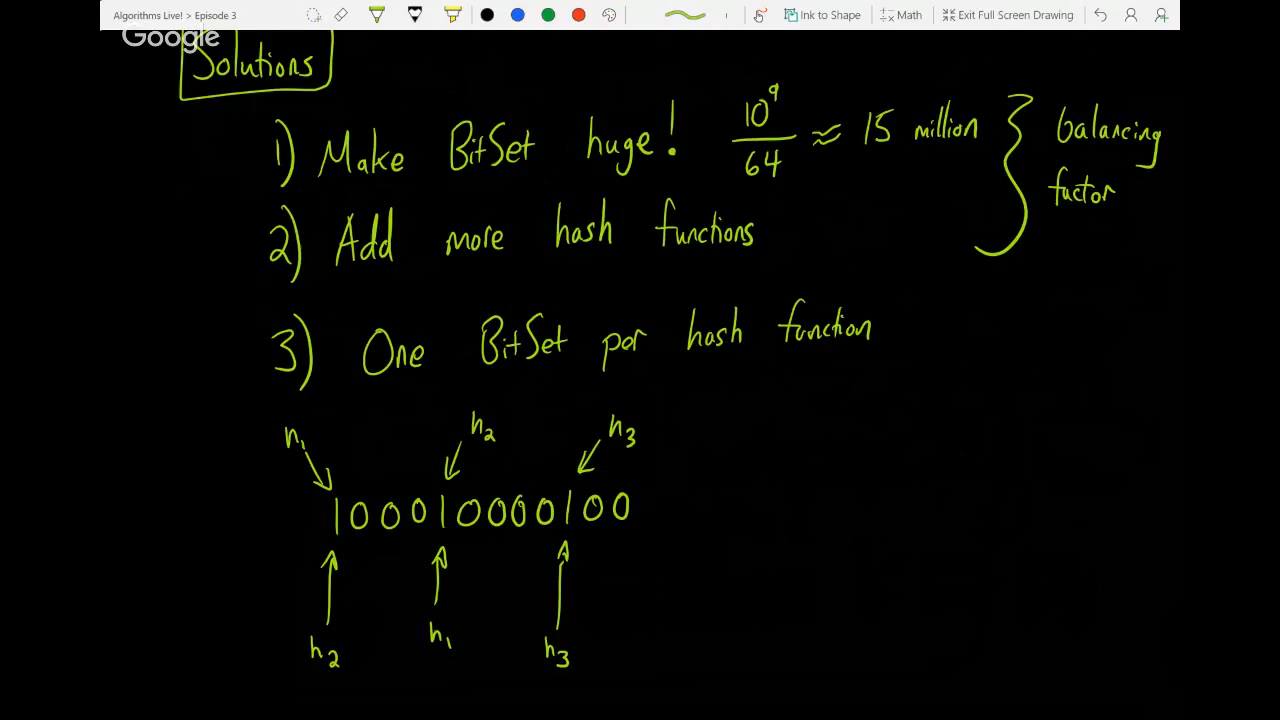 Algorithms Live! > Episode 3
Ink to Shape
Math
Exit Full Screen Drawing
Google
Solutions
1) Make BitSet huge! 10^9/64 ≈ 15 million } balancing factor
2) Add more hash functions
3) One BitSet per hash function
h1 h2 h3
1000100001 00
h2 h1 h3